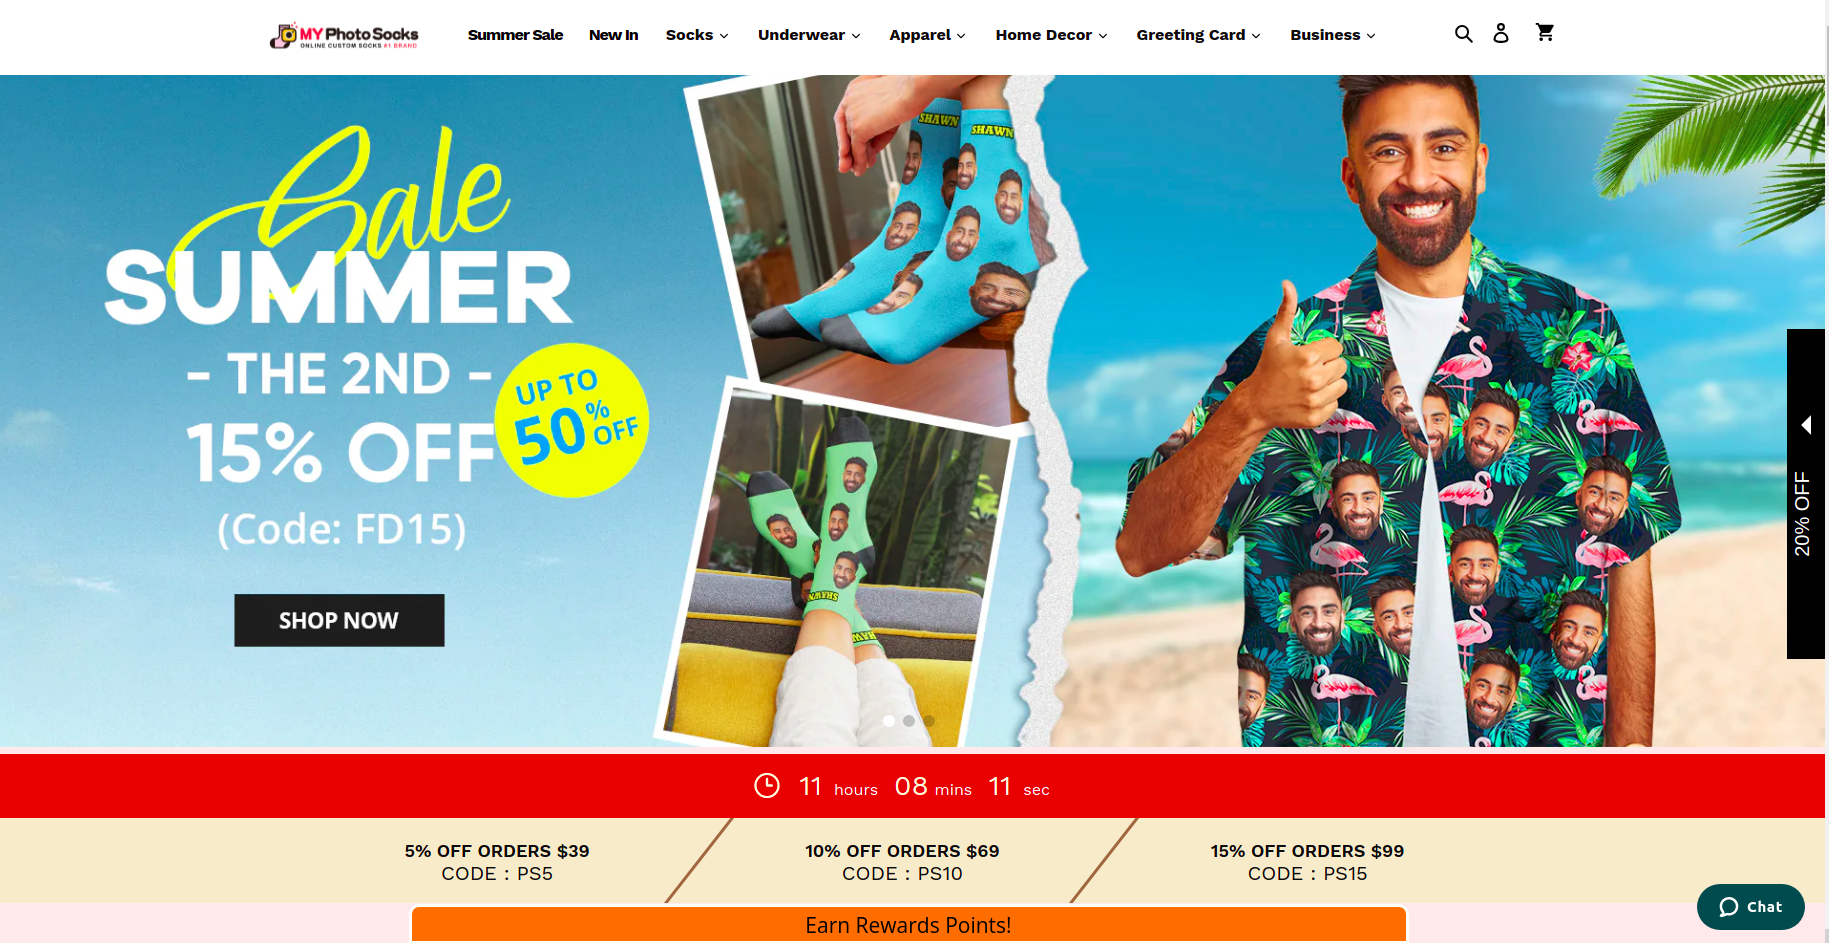 MY Photo Socks
ONLINE CUSTOM SOCKS #1 BRAND
Summer Sale
New In
Socks
Underwear
Apparel
Home Decor
Greeting Card
Business
Sale
SUMMER
- THE 2ND -
15% OFF
UP TO
50% OFF
(Code: FD15)
SHOP NOW
SHAWN
SHAWN
SHAWN
20% OFF
11 hours 08 mins 11 sec
5% OFF ORDERS $39
CODE : PS5
10% OFF ORDERS $69
CODE : PS10
15% OFF ORDERS $99
CODE : PS15
Earn Rewards Points!
Chat